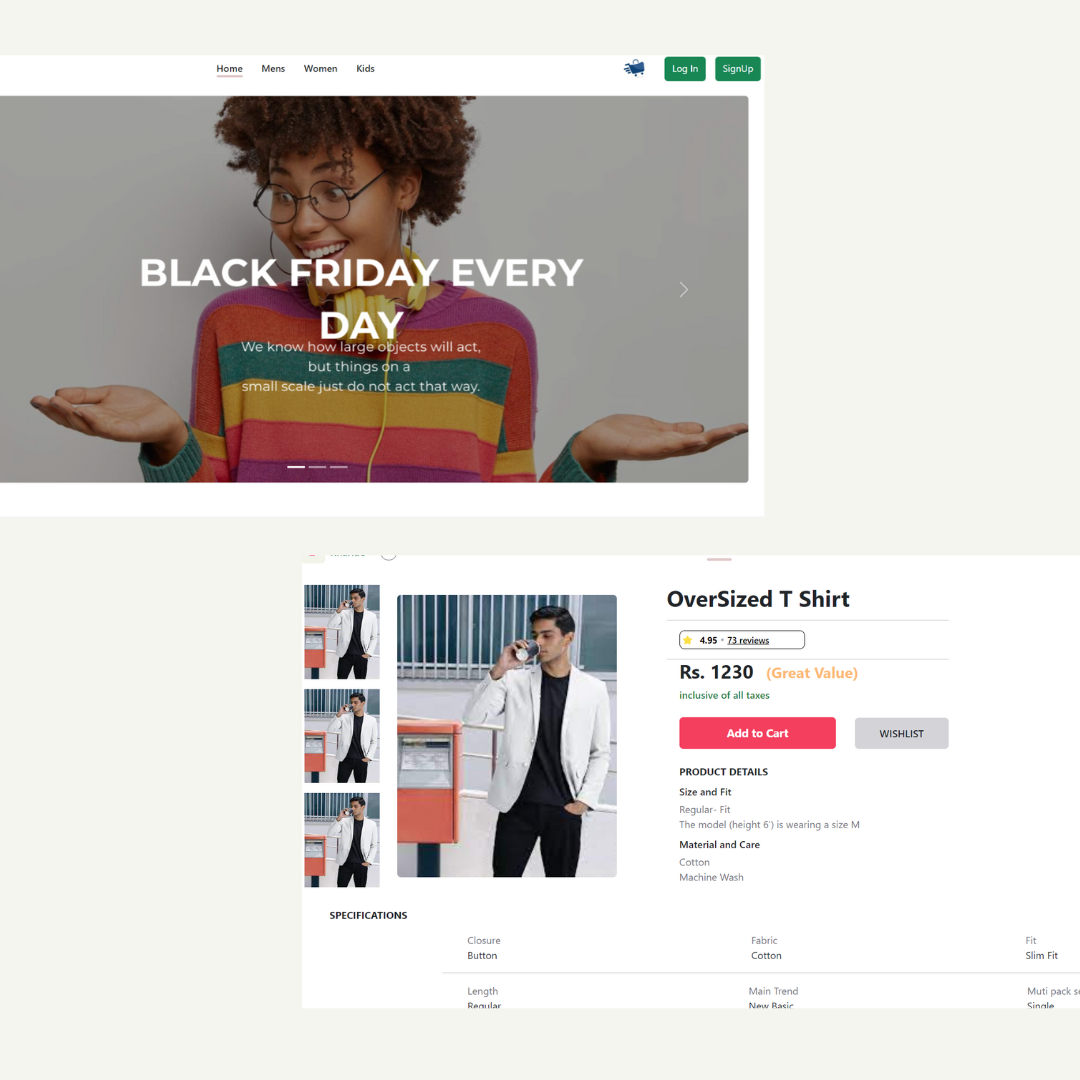 Home Mens Women Kids Log In SignUp
BLACK FRIDAY EVERY
DAY
We know how large objects will act,
but things on a
small scale just do not act that way.
OverSized T Shirt
4.95 • 73 reviews
Rs. 1230 (Great Value)
inclusive of all taxes
Add to Cart WISHLIST
PRODUCT DETAILS
Size and Fit
Regular- Fit
The model (height 6') is wearing a size M
Material and Care
Cotton
Machine Wash
SPECIFICATIONS
Closure Fabric Fit
Button Cotton Slim Fit
Length Main Trend Muti pack
Regular New Basic Single